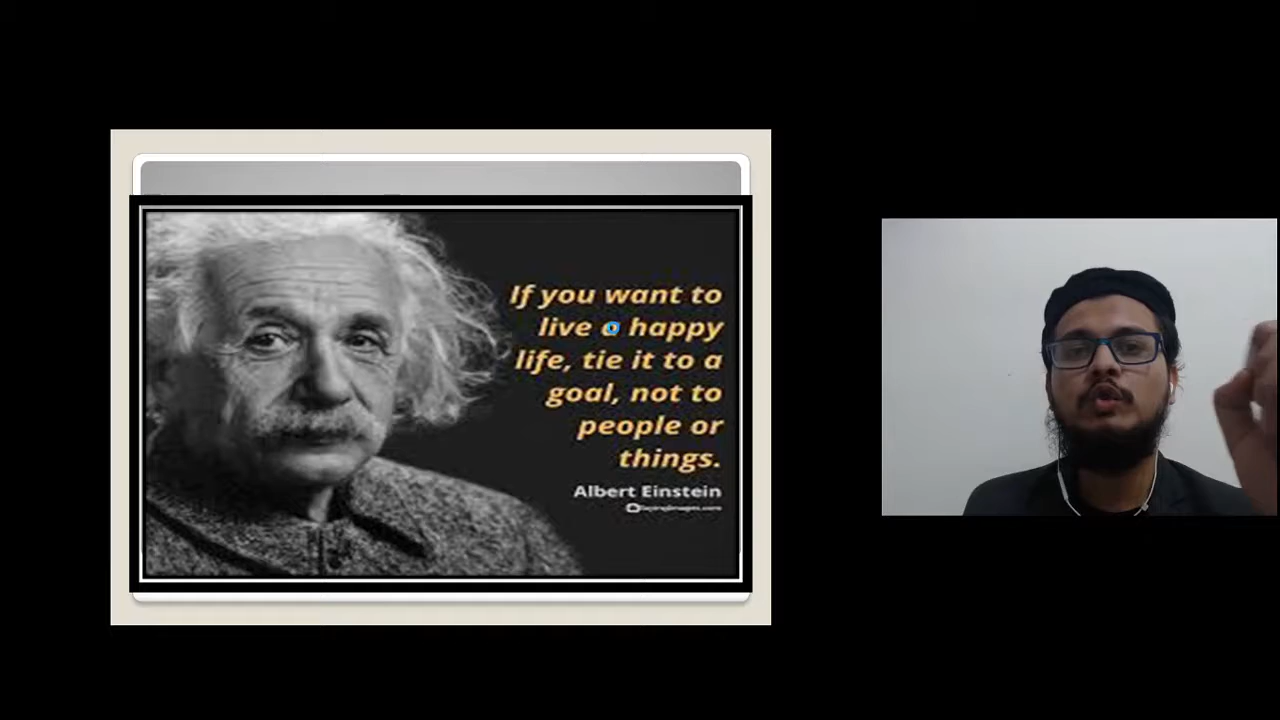 If you want to
live a happy
life, tie it to a
goal, not to
people or
things.
Albert Einstein